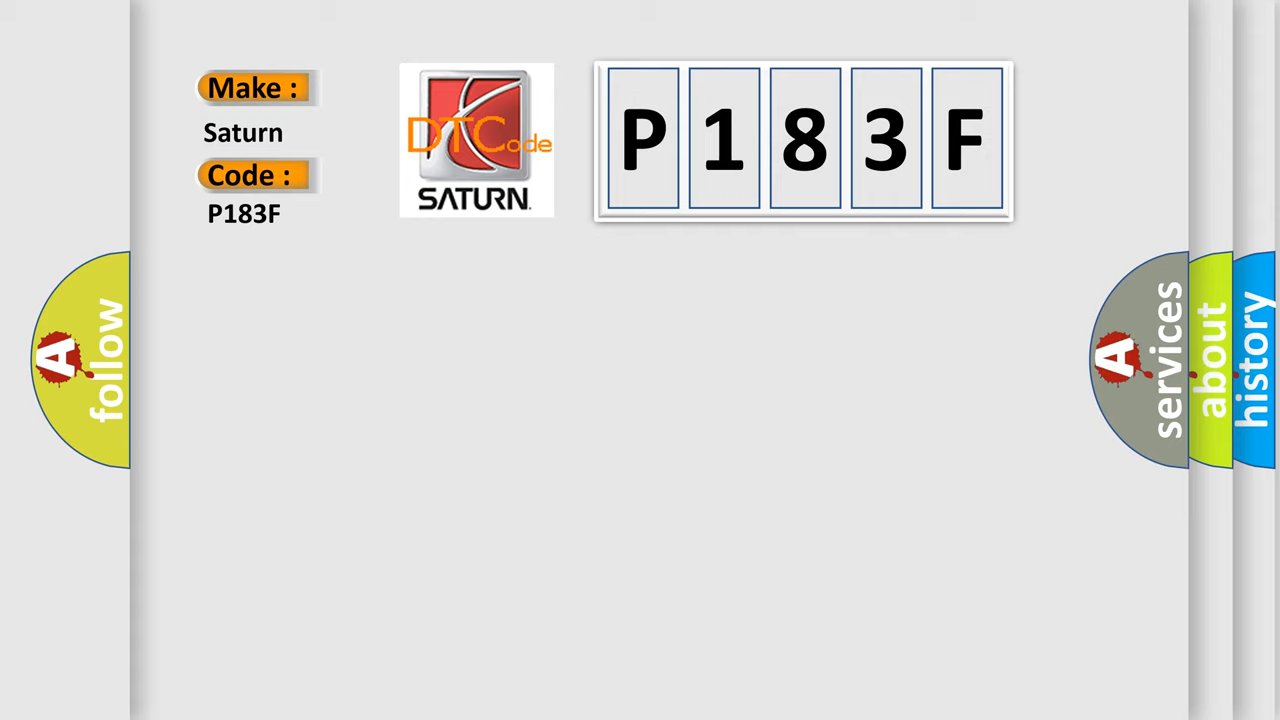 Make :
Saturn
Code :
P183F
DTCode
SATURN.
P 1 8 3 F
A follow
A services
about
history